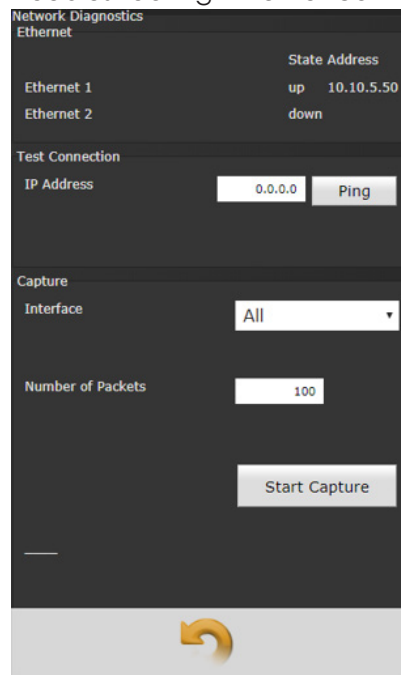 Network Diagnostics
Ethernet
State Address
Ethernet 1 up 10.10.5.50
Ethernet 2 down
Test Connection
IP Address 0.0.0.0 Ping
Capture
Interface All
Number of Packets 100
Start Capture